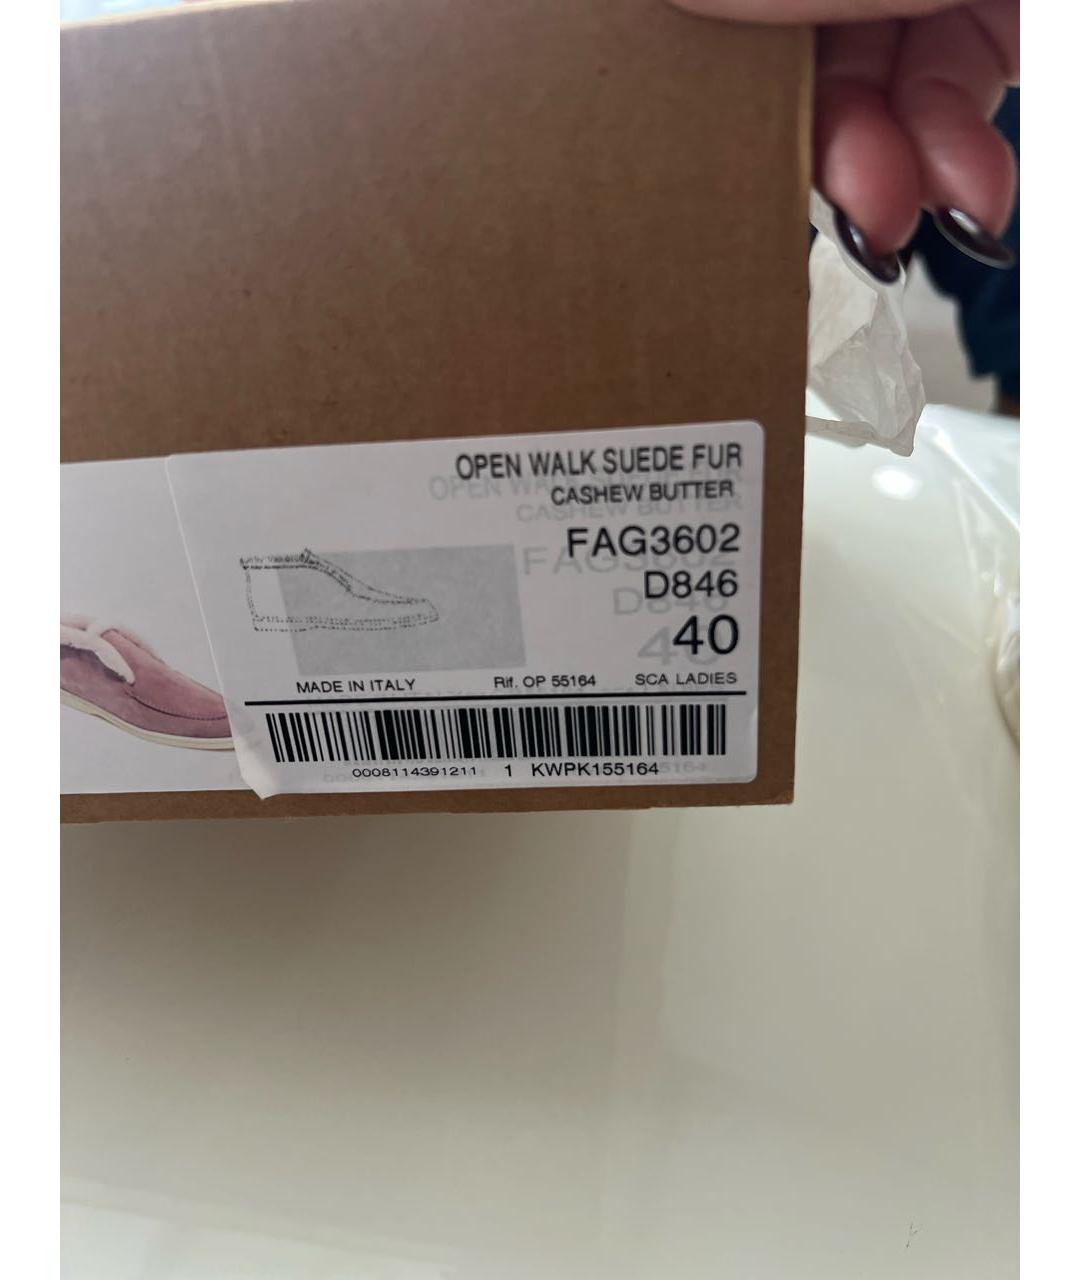 OPEN WALK SUEDE FUR
CASHEW BUTTER
FAG3602
D846
40
MADE IN ITALY Rif. OP 55164 SCA LADIES
0008114391211 1 KWPK155164